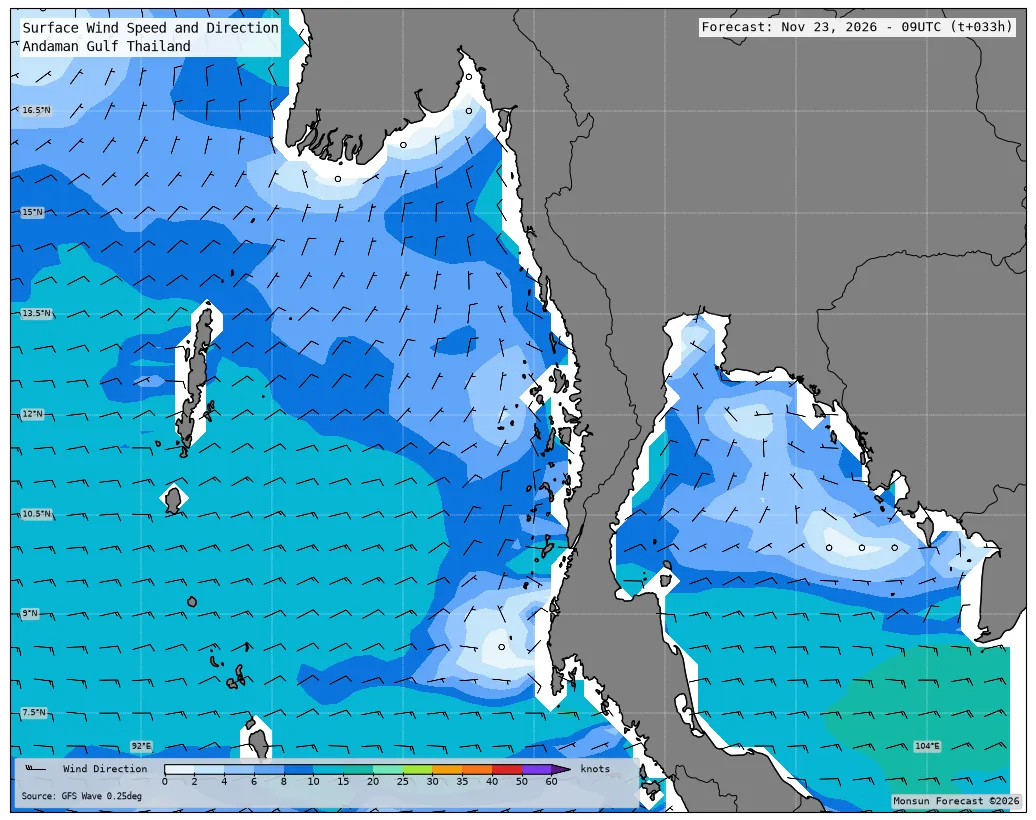 Surface Wind Speed and Direction
Andaman Gulf Thailand
Forecast: Nov 23, 2026 - 09UTC (t+033h)
16.5°N
15°N
13.5°N
12°N
10.5°N
9°N
7.5°N
92°E
104°E
Wind Direction
0 2 4 6 8 10 15 20 25 30 35 40 50 60
knots
Source: GFS Wave 0.25deg
Monsun Forecast ©2026